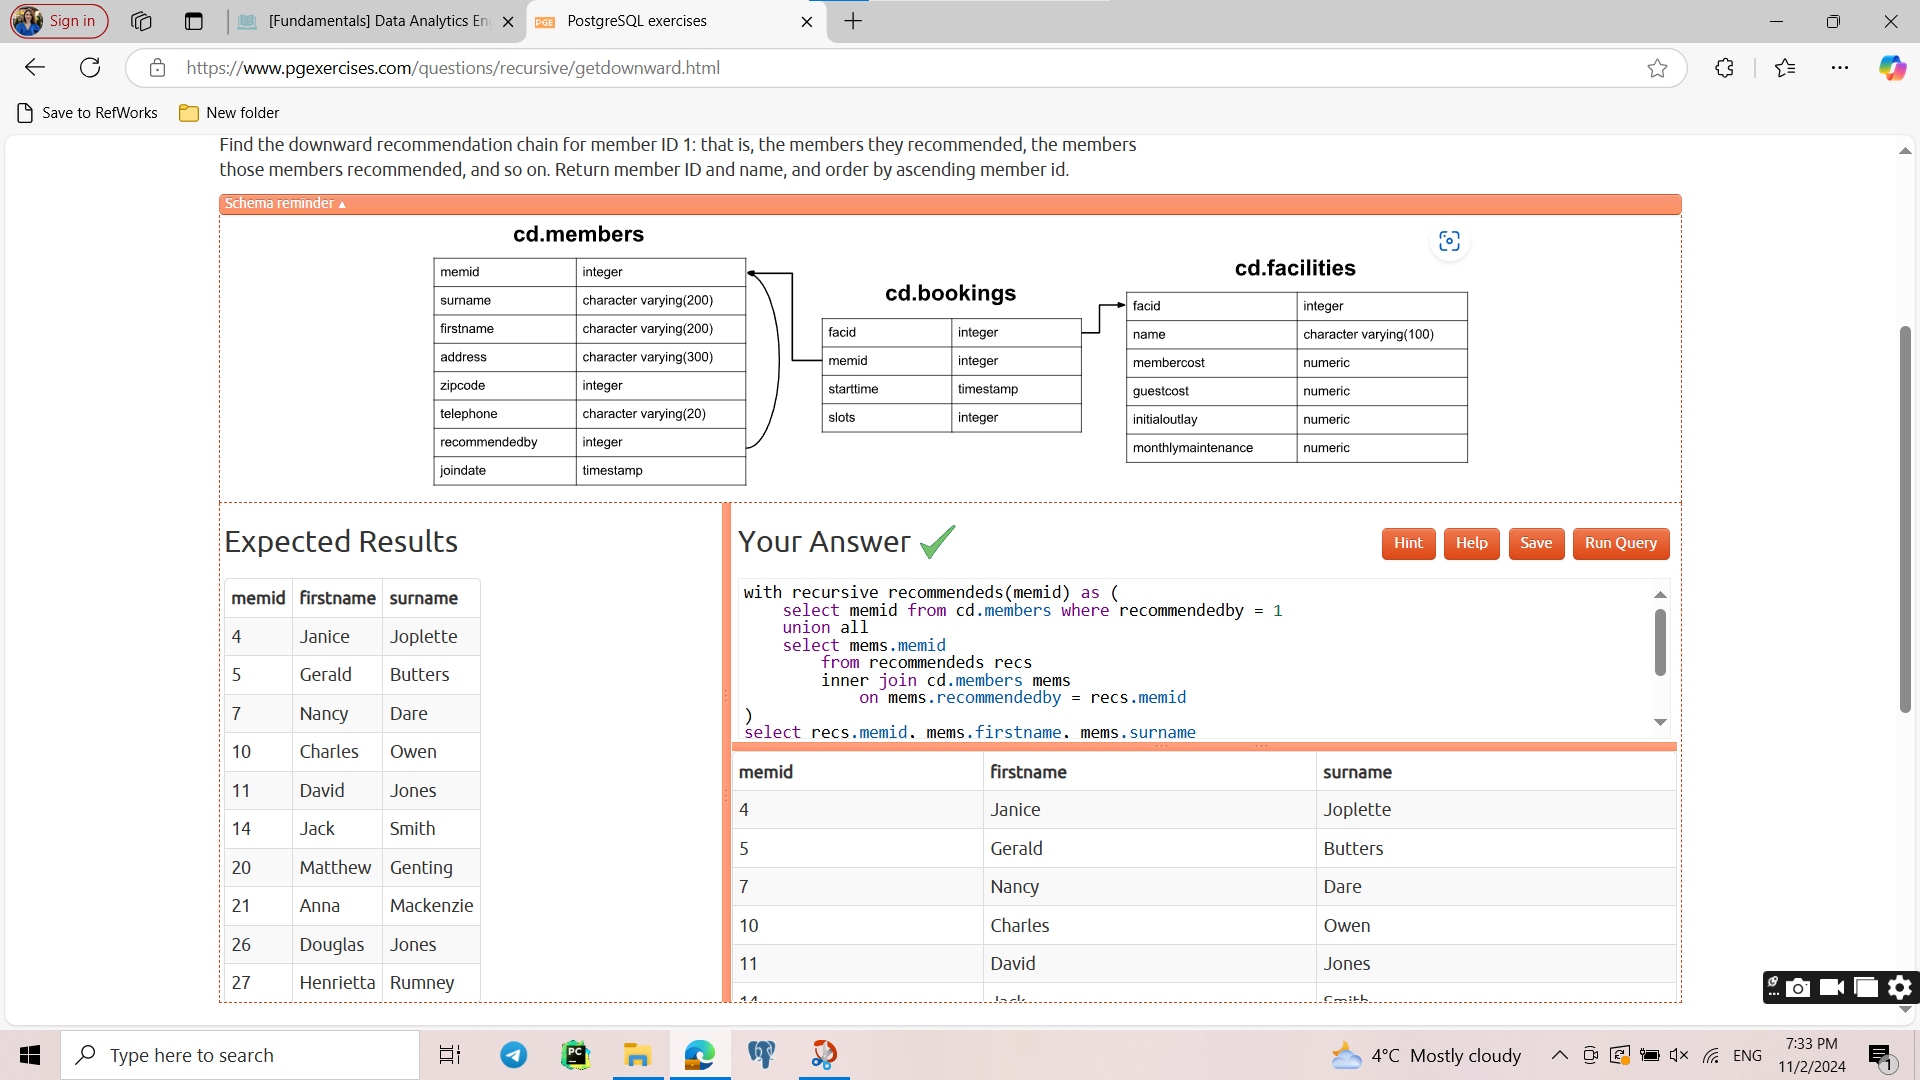 Sign in
[Fundamentals] Data Analytics En
PGE
PostgreSQL exercises
https://www.pgexercises.com/questions/recursive/getdownward.html
Save to RefWorks
New folder
Find the downward recommendation chain for member ID 1: that is, the members they recommended, the members
those members recommended, and so on. Return member ID and name, and order by ascending member id.
Schema reminder ▲
cd.members
memid integer
surname character varying(200)
firstname character varying(200)
address character varying(300)
zipcode integer
telephone character varying(20)
recommendedby integer
joindate timestamp
cd.bookings
facid integer
memid integer
starttime timestamp
slots integer
cd.facilities
facid integer
name character varying(100)
membercost numeric
guestcost numeric
initialoutlay numeric
monthlymaintenance numeric
Expected Results
memid firstname surname
4 Janice Joplette
5 Gerald Butters
7 Nancy Dare
10 Charles Owen
11 David Jones
14 Jack Smith
20 Matthew Genting
21 Anna Mackenzie
26 Douglas Jones
27 Henrietta Rumney
Your Answer
Hint
Help
Save
Run Query
with recursive recommendeds(memid) as (
select memid from cd.members where recommendedby = 1
union all
select mems.memid
from recommendeds recs
inner join cd.members mems
on mems.recommendedby = recs.memid
)
select recs.memid, mems.firstname, mems.surname
memid firstname surname
4 Janice Joplette
5 Gerald Butters
7 Nancy Dare
10 Charles Owen
11 David Jones
14 Jack Smith
Type here to search
PC
4°C Mostly cloudy
ENG
7:33 PM
11/2/2024
1